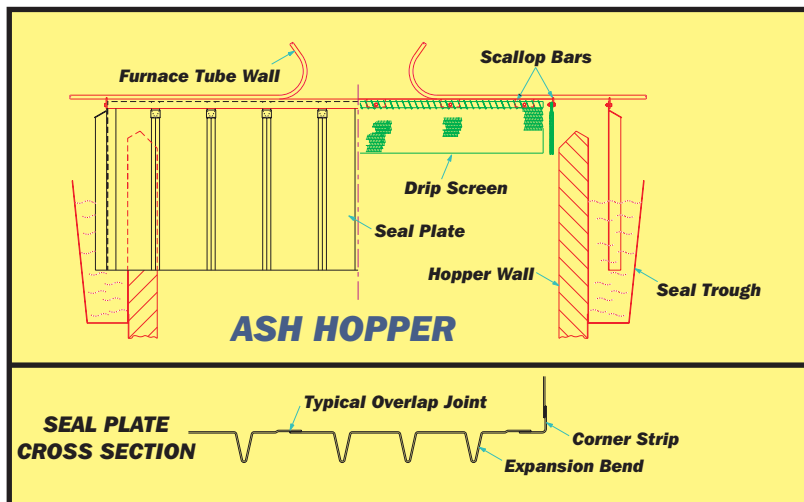 Furnace Tube Wall
Scallop Bars
Drip Screen
Seal Plate
Hopper Wall
Seal Trough
ASH HOPPER
SEAL PLATE
CROSS SECTION
Typical Overlap Joint
Corner Strip
Expansion Bend